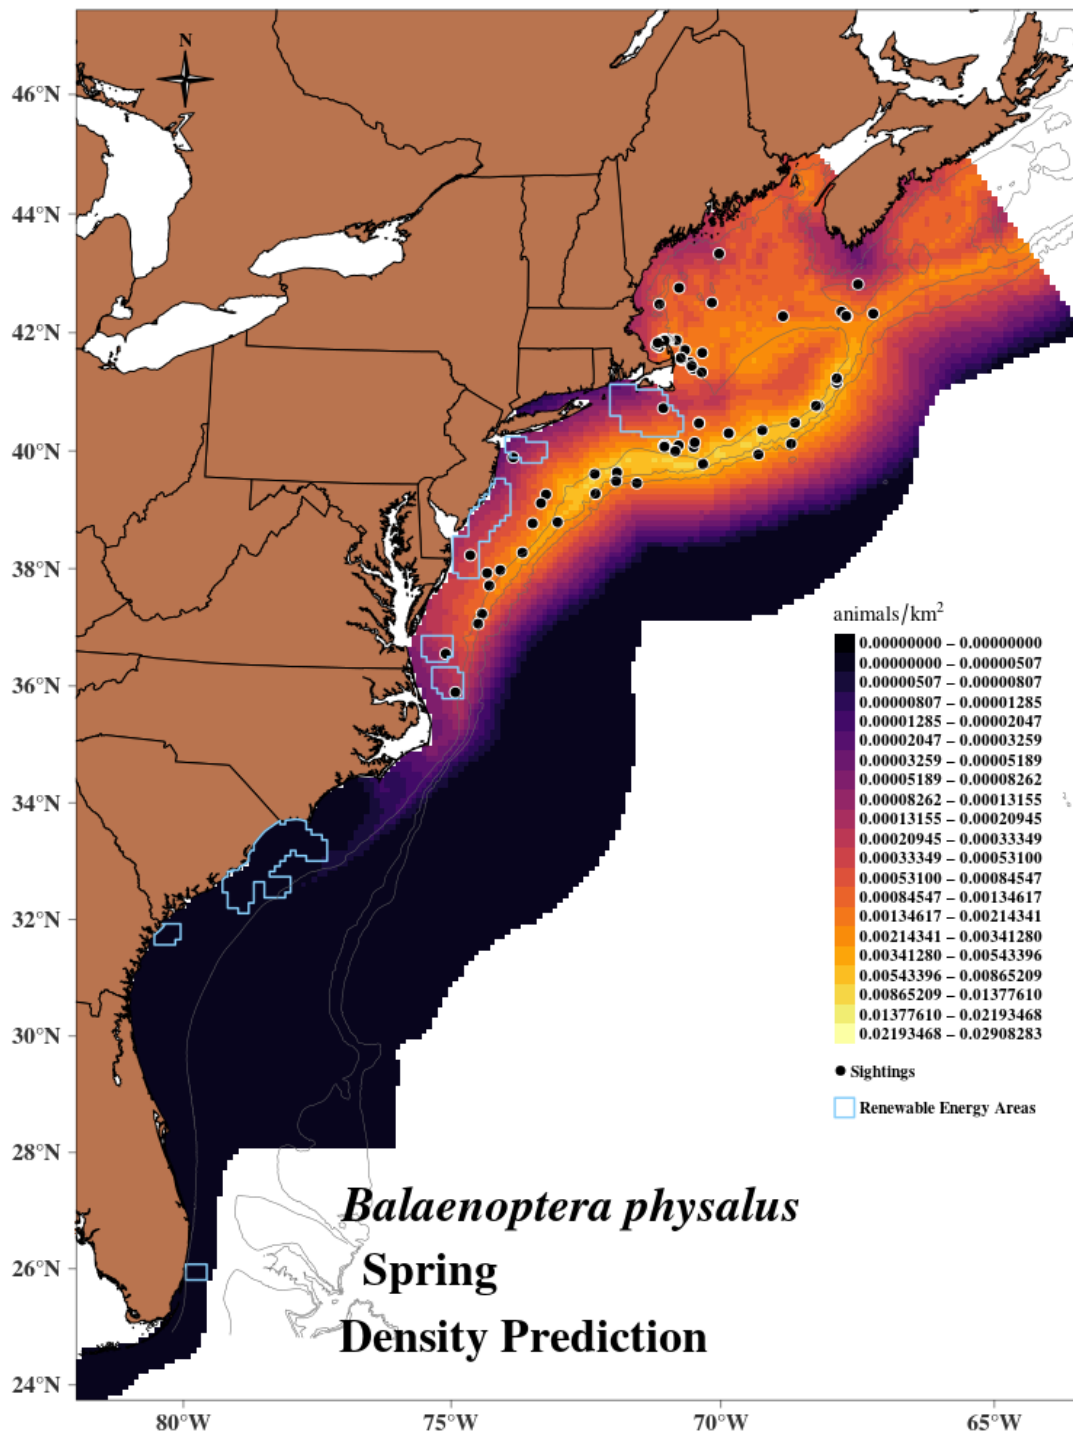 N
46°N
44°N
42°N
40°N
38°N
36°N
34°N
32°N
30°N
28°N
26°N
24°N
animals/km²
0.00000000 – 0.00000000
0.00000000 – 0.00000507
0.00000507 – 0.00000807
0.00000807 – 0.00001285
0.00001285 – 0.00002047
0.00002047 – 0.00003259
0.00003259 – 0.00005189
0.00005189 – 0.00008262
0.00008262 – 0.00013155
0.00013155 – 0.00020945
0.00020945 – 0.00033349
0.00033349 – 0.00053100
0.00053100 – 0.00084547
0.00084547 – 0.00134617
0.00134617 – 0.00214341
0.00214341 – 0.00341280
0.00341280 – 0.00543396
0.00543396 – 0.00865209
0.00865209 – 0.01377610
0.01377610 – 0.02193468
0.02193468 – 0.02908283
Sightings
Renewable Energy Areas
Balaenoptera physalus
Spring
Density Prediction
80°W
75°W
70°W
65°W